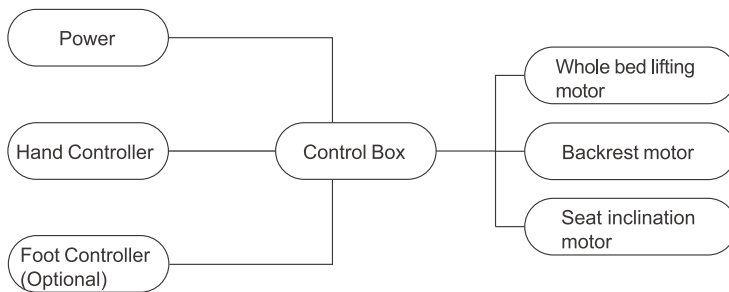 Power
Hand Controller
Foot Controller
(Optional)
Control Box
Whole bed lifting
motor
Backrest motor
Seat inclination
motor